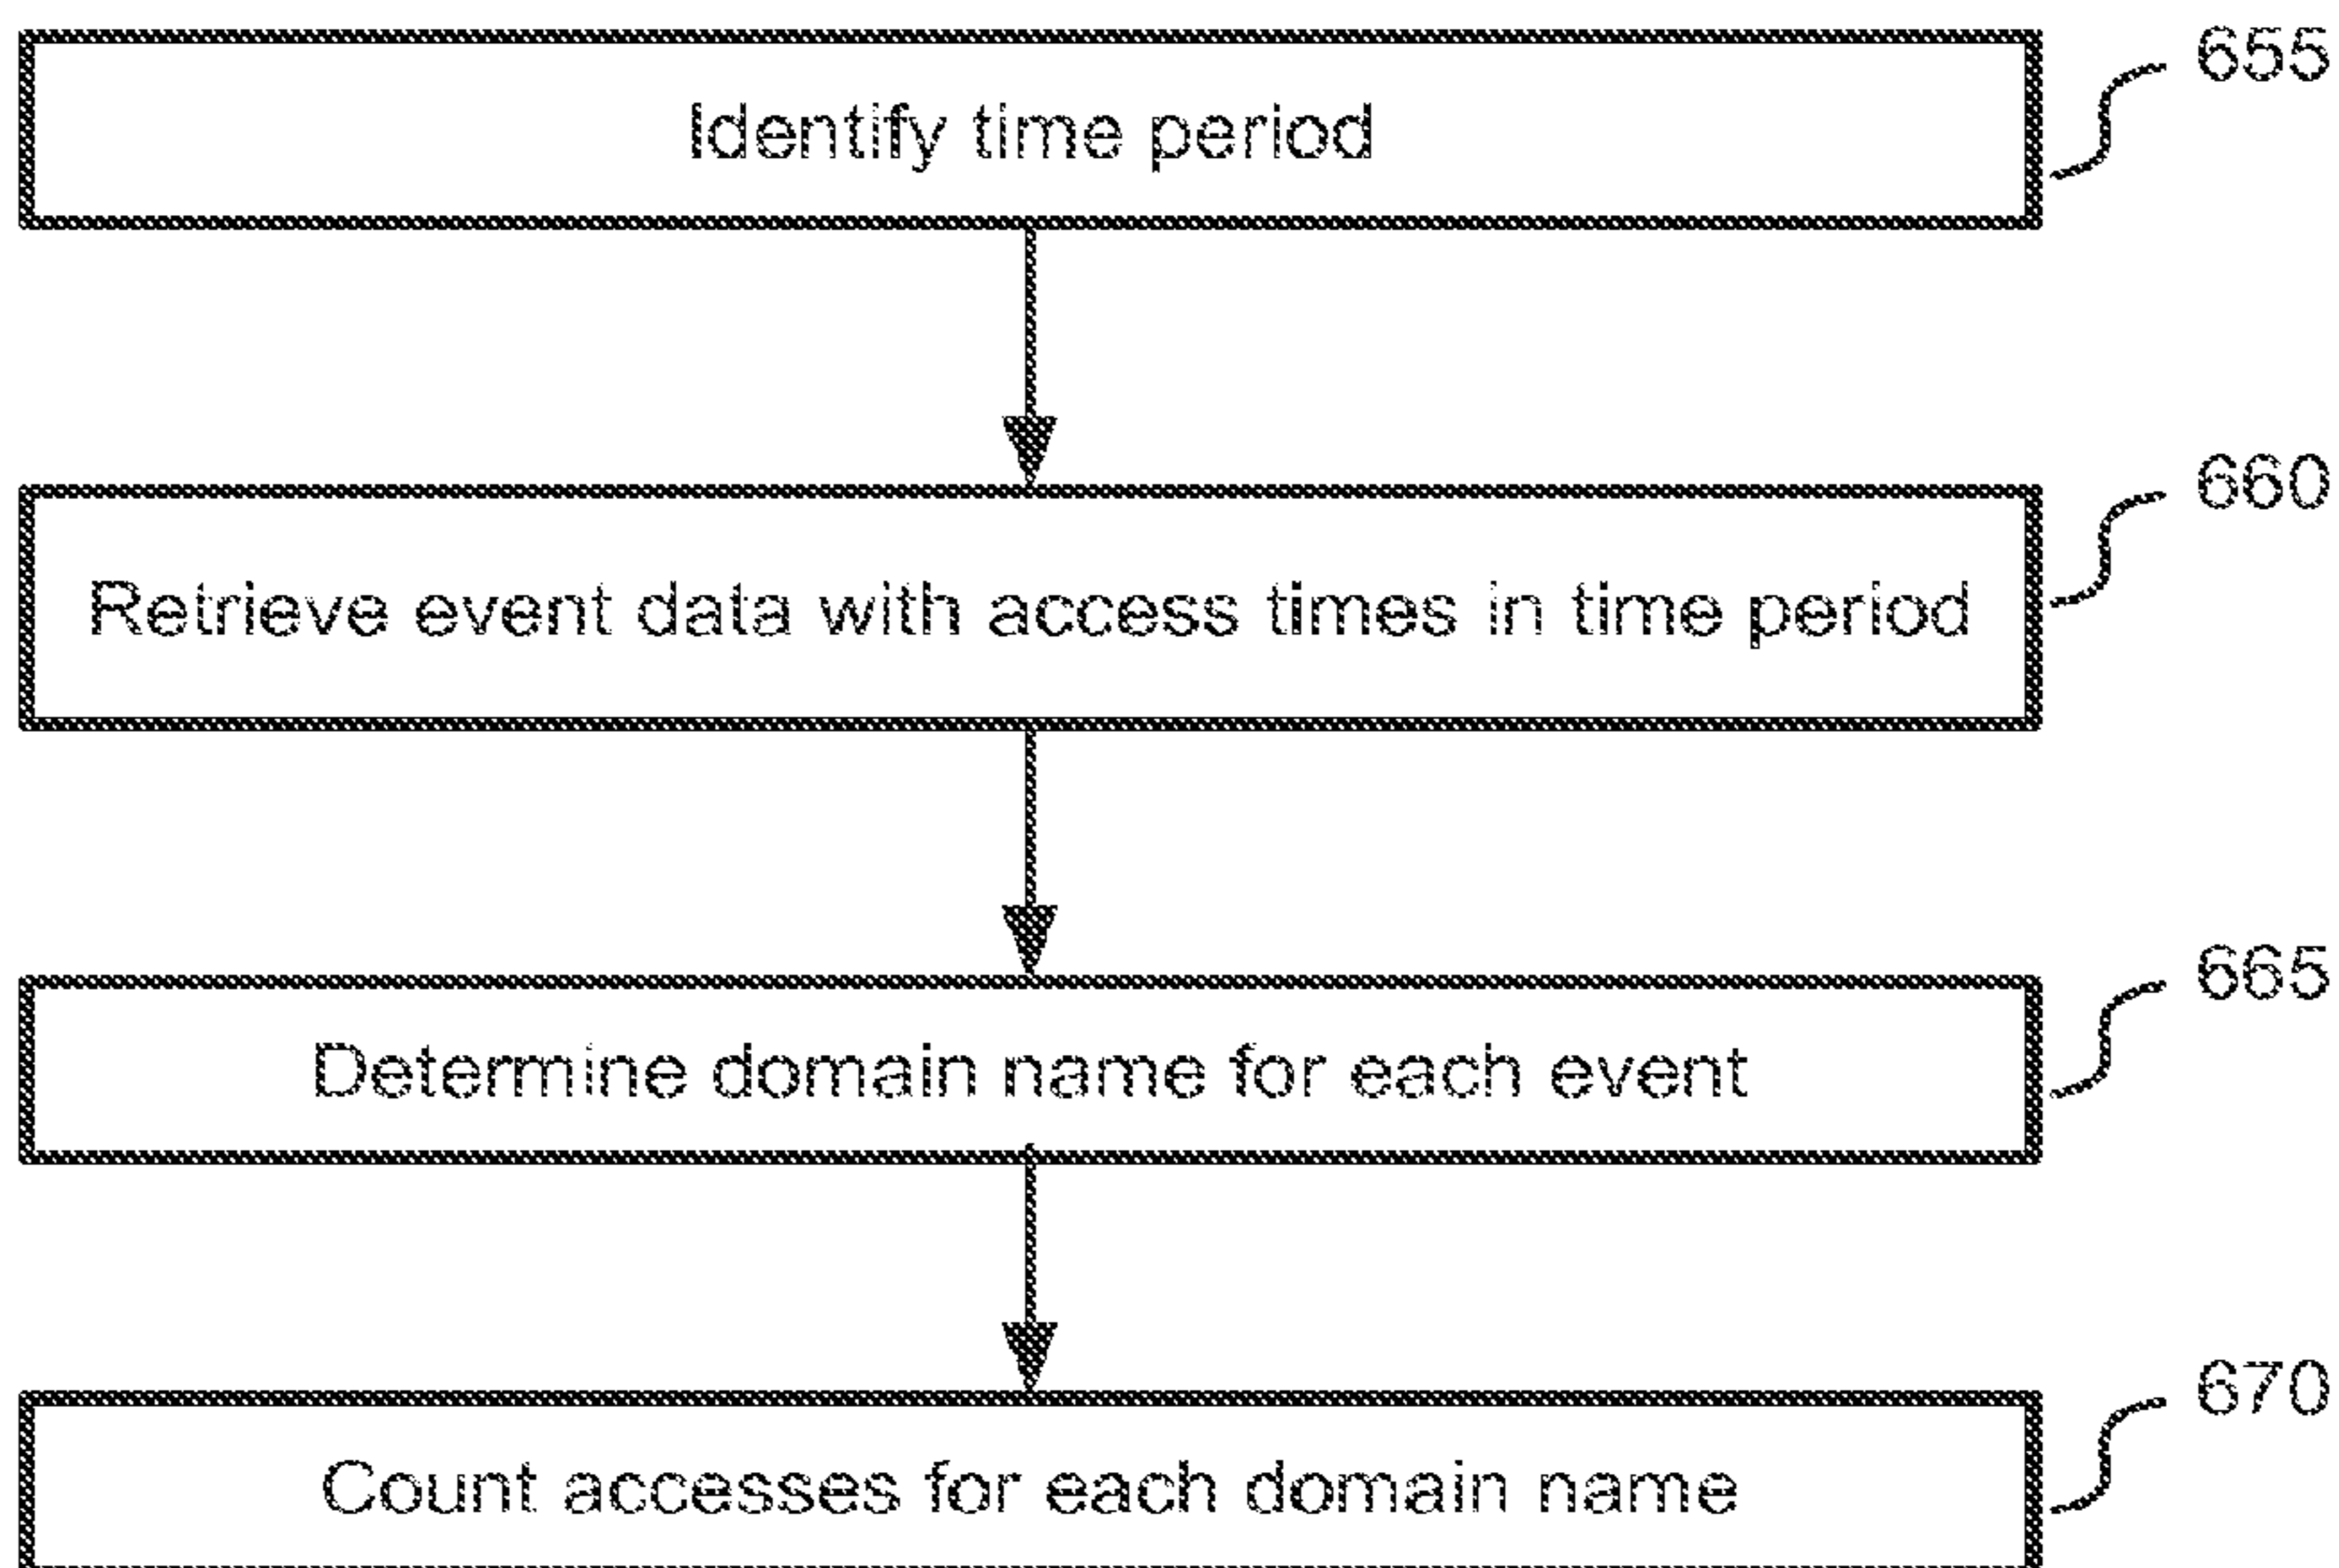 655
Identify time period
660
Retrieve event data with access times in time period
665
Determine domain name for each event
670
Count accesses for each domain name